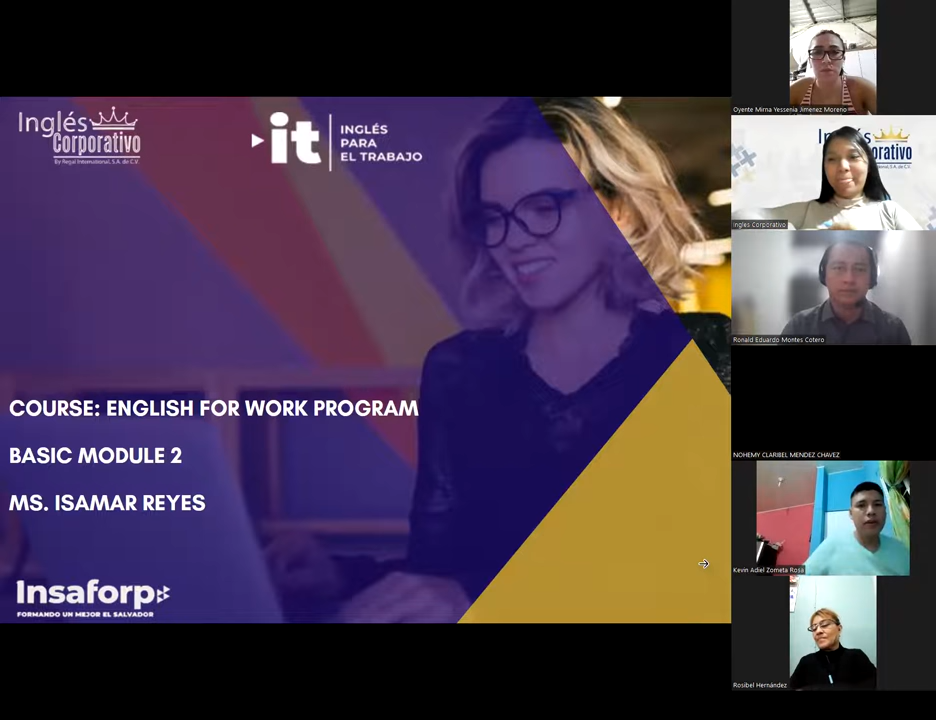 Inglés
Corporativo
By Regal International, S.A. de C.V.
it
INGLÉS
PARA
EL TRABAJO
COURSE: ENGLISH FOR WORK PROGRAM
BASIC MODULE 2
MS. ISAMAR REYES
Insaforp
FORMANDO UN MEJOR EL SALVADOR
Oyente Mirna Yessenia Jimenez Moreno
Ingles Corporativo
Ronald Eduardo Montes Cotero
NOHEMY CLARIBEL MENDEZ CHAVEZ
Kevin Adiel Zometa Rosa
Rosibel Hernández